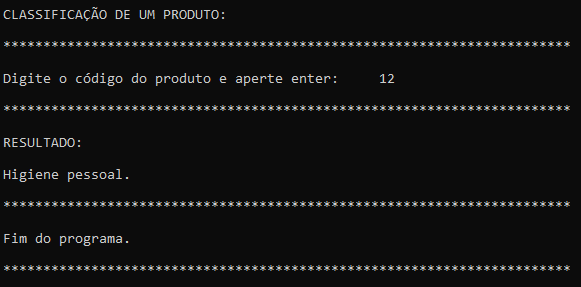 CLASSIFICAÇÃO DE UM PRODUTO:
***********************************************************************
Digite o código do produto e aperte enter:     12
***********************************************************************
RESULTADO:
Higiene pessoal.
***********************************************************************
Fim do programa.
***********************************************************************